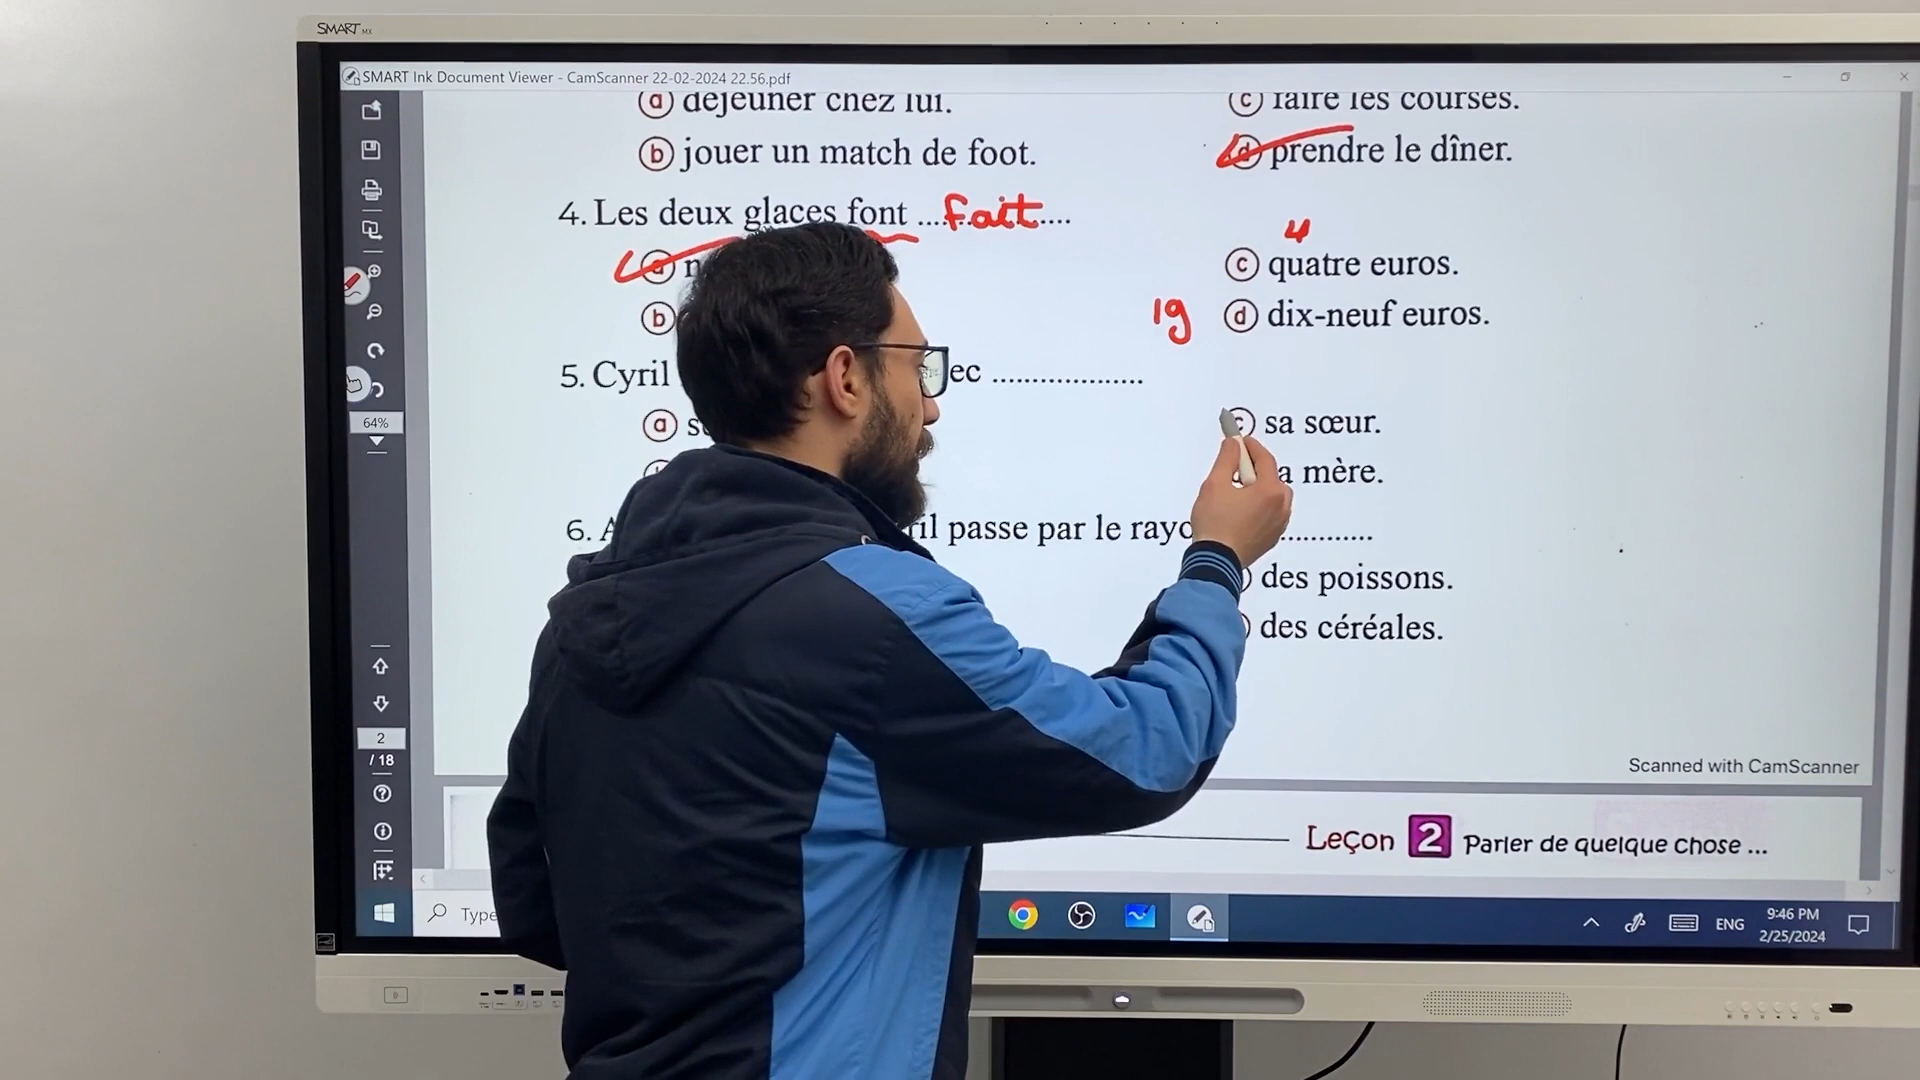 SMART MX
SMART Ink Document Viewer - CamScanner 22-02-2024 22.56.pdf
a déjeuner chez lui.
c faire les courses.
b jouer un match de foot.
d prendre le dîner.
4. Les deux glaces font .... fait ....
4
c quatre euros.
b
19 d dix-neuf euros.
5. Cyril
ec ...................
a
c sa sœur.
a mère.
64%
6. A
ril passe par le rayo
............
des poissons.
des céréales.
2
/ 18
Scanned with CamScanner
Leçon 2 Parler de quelque chose ...
Type
ENG
9:46 PM
2/25/2024